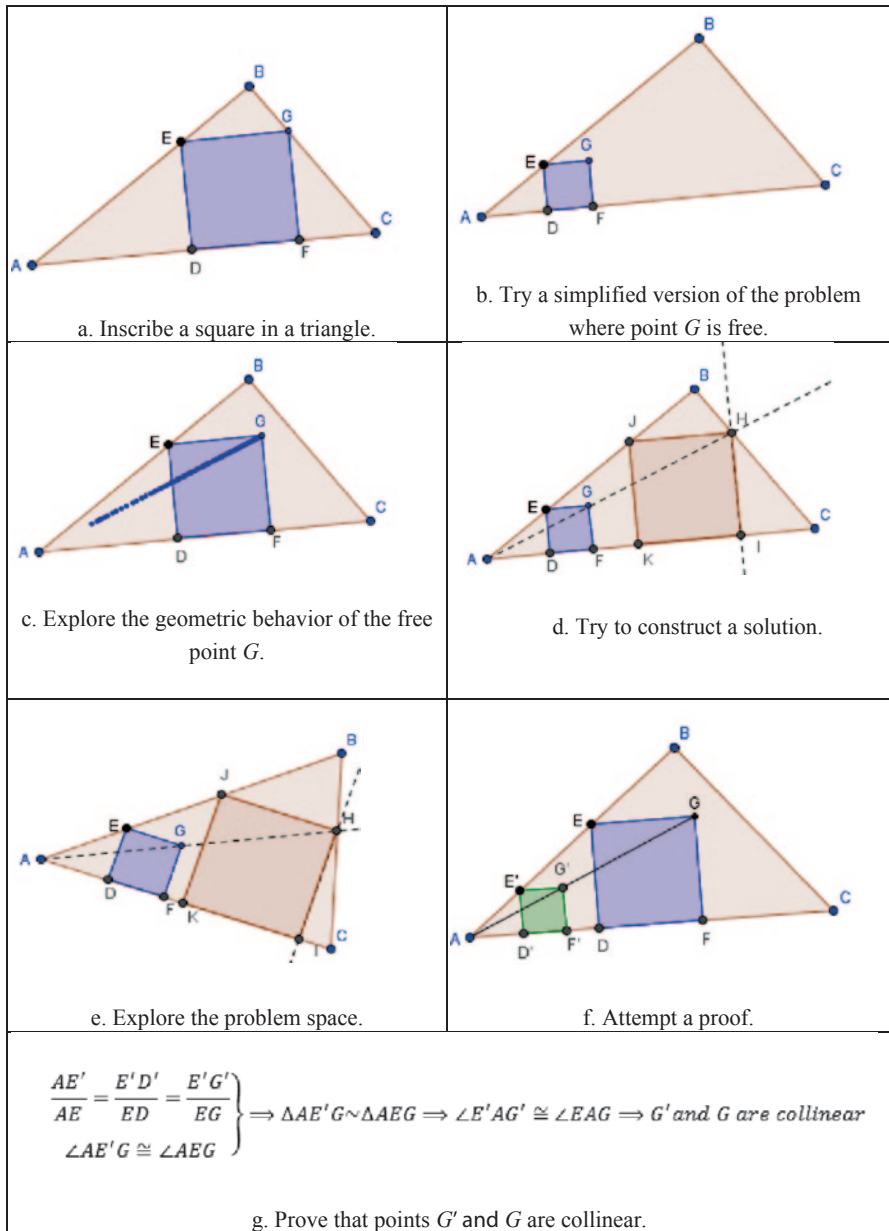 B
G
E
C
A
D
F
a. Inscribe a square in a triangle.
B
E
G
C
A
D
F
b. Try a simplified version of the problem
where point G is free.
B
G
E
C
A
D
F
c. Explore the geometric behavior of the free
point G.
B
H
J
E
G
C
A
D
F
K
I
d. Try to construct a solution.
B
J
H
E
G
A
D
F
K
I
C
e. Explore the problem space.
B
G
E
G'
E'
C
A
D'
F'
D
F
f. Attempt a proof.
AE'/AE = E'D'/ED = E'G'/EG } ⟹ ΔAE'G~ΔAEG ⟹ ∠E'AG' ≅ ∠EAG ⟹ G' and G are collinear
∠AE'G ≅ ∠AEG
g. Prove that points G' and G are collinear.